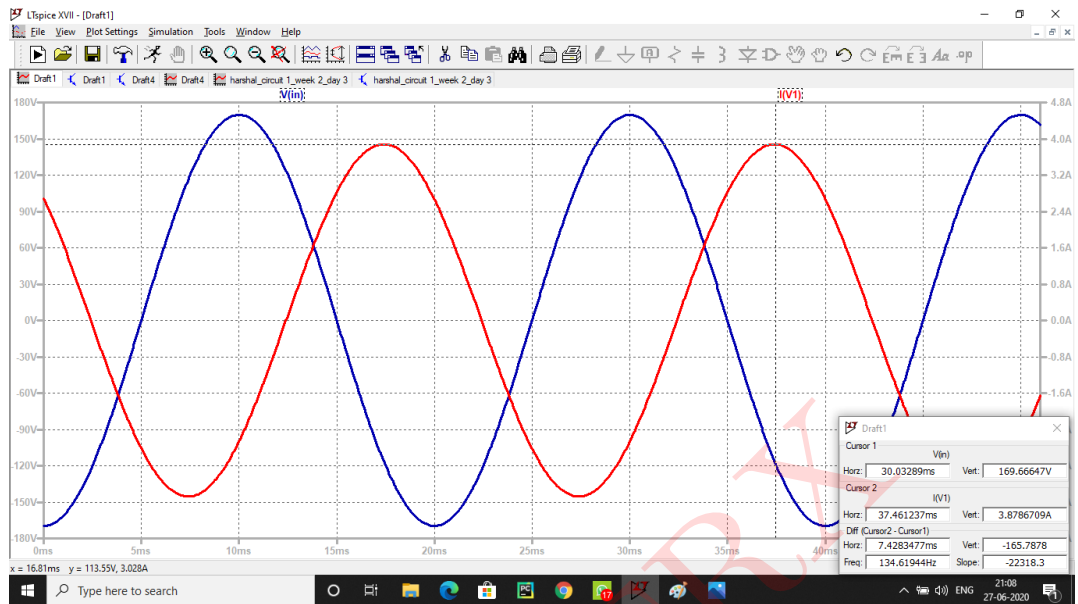 LTspice XVII - [Draft1]
File View Plot Settings Simulation Tools Window Help
Draft1 Draft1 Draft4 Draft4 harshal_circuit 1_week 2_day 3 harshal_circuit 1_week 2_day 3
V(in) I(V1)
180V 4.8A
150V 4.0A
120V 3.2A
90V 2.4A
60V 1.6A
30V 0.8A
0V 0.0A
-30V -0.8A
-60V -1.6A
-90V
-120V
-150V
-180V
0ms 5ms 10ms 15ms 20ms 25ms 30ms 35ms 40ms
Draft1
Cursor 1
V(in)
Horz: 30.03289ms Vert: 169.66647V
Cursor 2
I(V1)
Horz: 37.461237ms Vert: 3.8786709A
Diff (Cursor2 - Cursor1)
Horz: 7.4283477ms Vert: -165.7878
Freq: 134.61944Hz Slope: -22318.3
x = 16.81ms y = 113.55V, 3.028A
Type here to search
17
ENG
21:08
27-06-2020